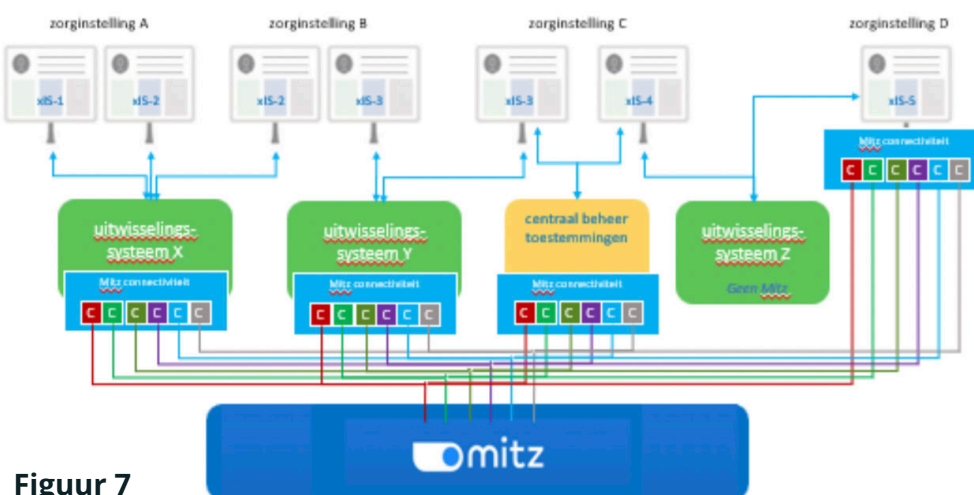 zorginstelling A
zorginstelling B
zorginstelling C
zorginstelling D
xIS-1
xIS-2
xIS-2
xIS-3
xIS-3
xIS-4
xIS-5
Mitz connectiviteit
C C C C C C
uitwisselings-
systeem X
Mitz connectiviteit
C C C C C C
uitwisselings-
systeem Y
Mitz connectiviteit
C C C C C C
centraal beheer
toestemmingen
Mitz connectiviteit
C C C C C C
uitwisselings-
systeem Z
Geen Mitz
mitz
Figuur 7